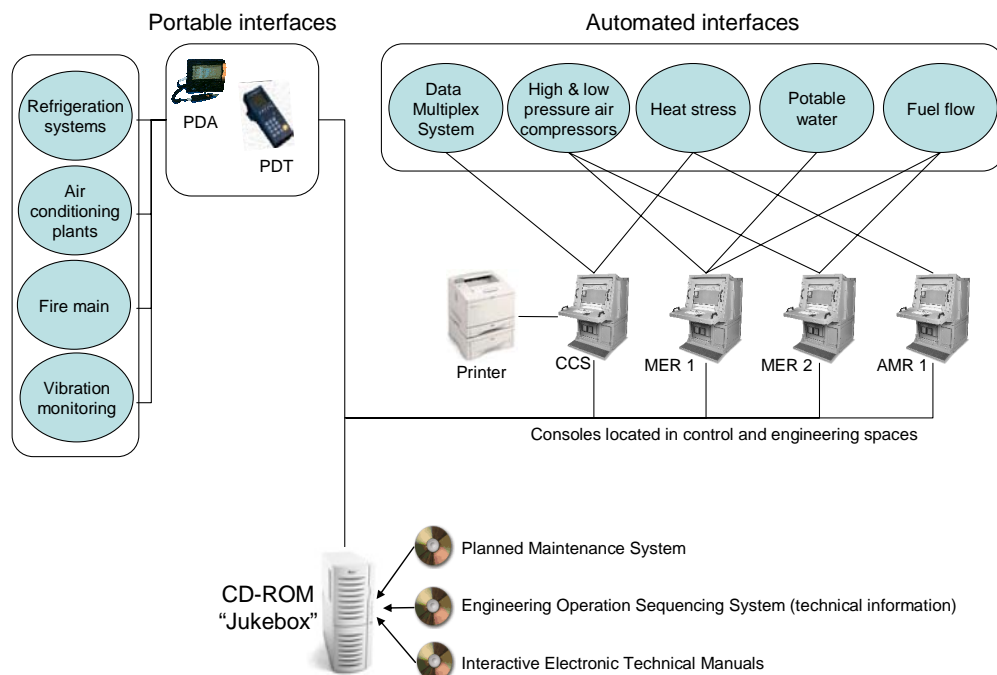 Portable interfaces
Automated interfaces
Refrigeration
systems
Air
conditioning
plants
Fire main
Vibration
monitoring
PDA
PDT
Data
Multiplex
System
High & low
pressure air
compressors
Heat stress
Potable
water
Fuel flow
Printer
CCS
MER 1
MER 2
AMR 1
Consoles located in control and engineering spaces
CD-ROM
“Jukebox”
Planned Maintenance System
Engineering Operation Sequencing System (technical information)
Interactive Electronic Technical Manuals